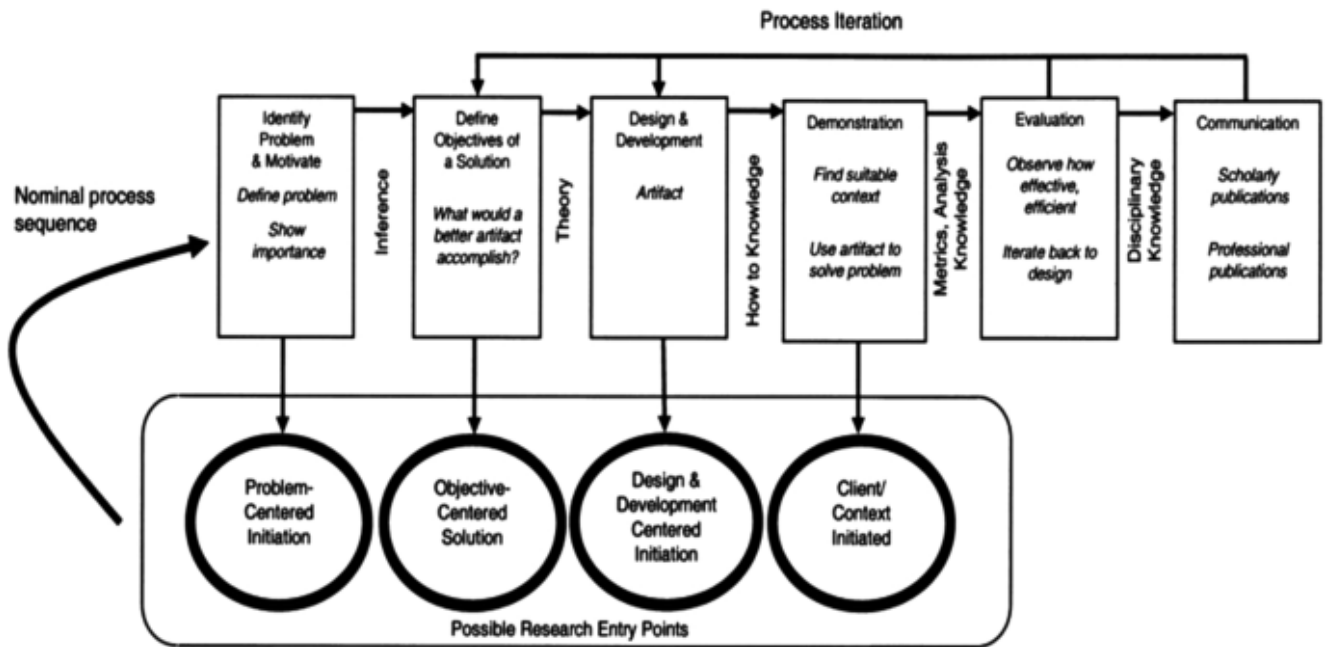 Process Iteration
Nominal process
sequence
Identify
Problem
& Motivate
Define problem
Show
importance
Inference
Define
Objectives of
a Solution
What would a
better artifact
accomplish?
Theory
Design &
Development
Artifact
How to Knowledge
Demonstration
Find suitable
context
Use artifact to
solve problem
Metrics, Analysis
Knowledge
Evaluation
Observe how
effective,
efficient
Iterate back to
design
Disciplinary
Knowledge
Communication
Scholarly
publications
Professional
publications
Problem-
Centered
Initiation
Objective-
Centered
Solution
Design &
Development
Centered
Initiation
Client/
Context
Initiated
Possible Research Entry Points